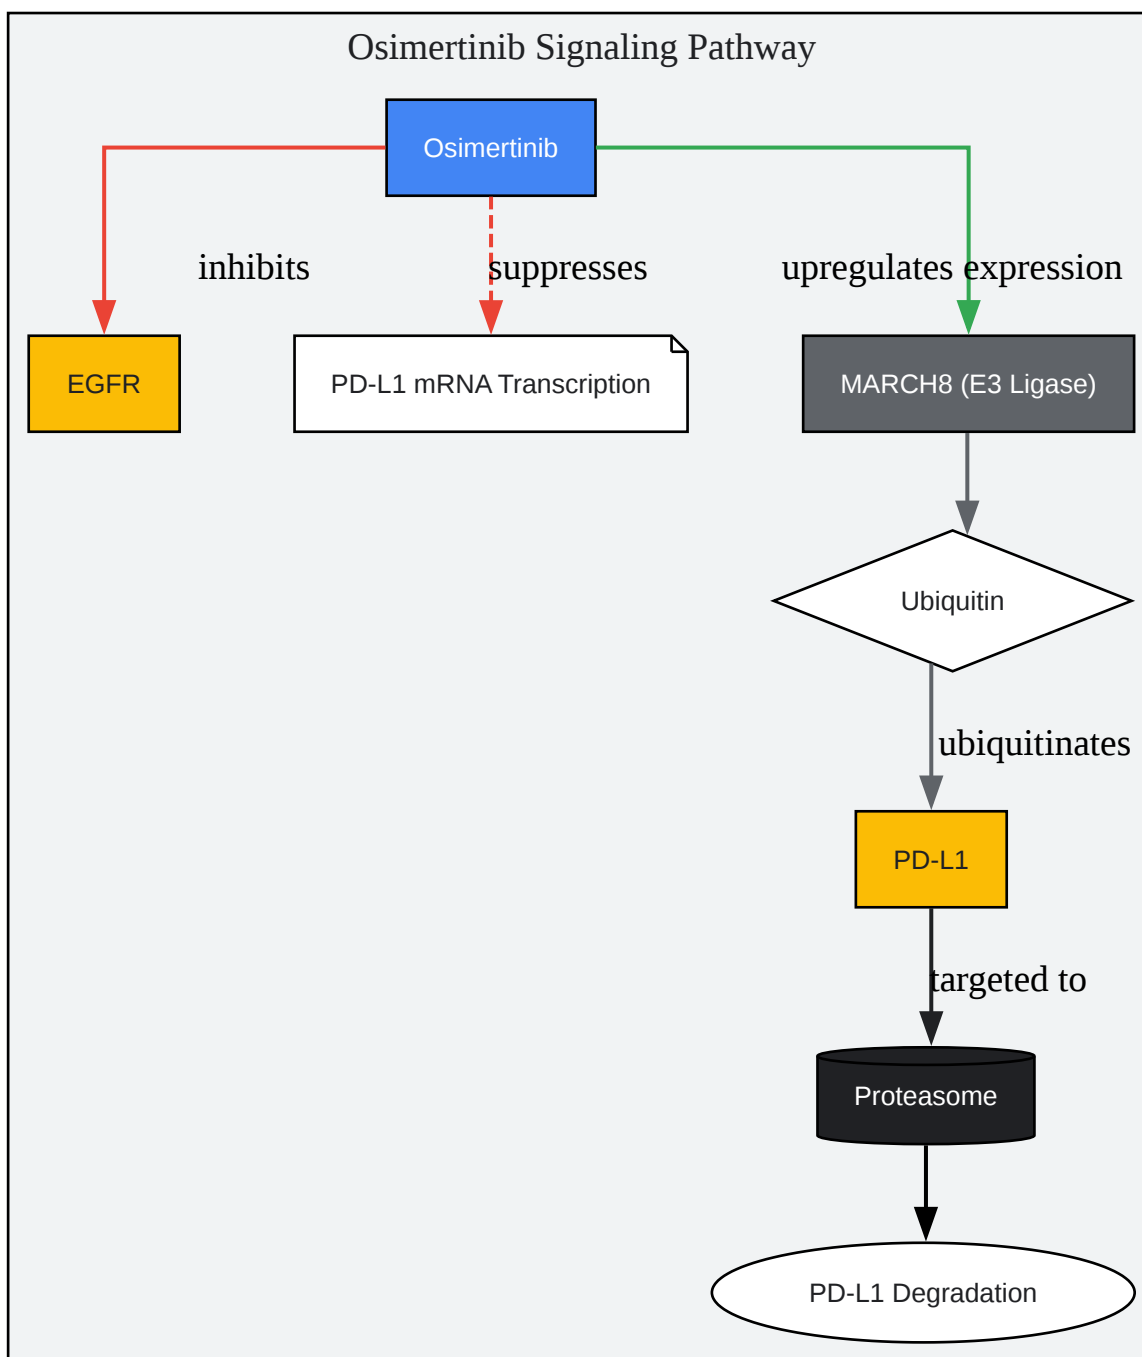 Osimertinib Signaling Pathway
Osimertinib
inhibits
suppresses
upregulates expression
EGFR
PD-L1 mRNA Transcription
MARCH8 (E3 Ligase)
Ubiquitin
ubiquitinates
PD-L1
targeted to
Proteasome
PD-L1 Degradation